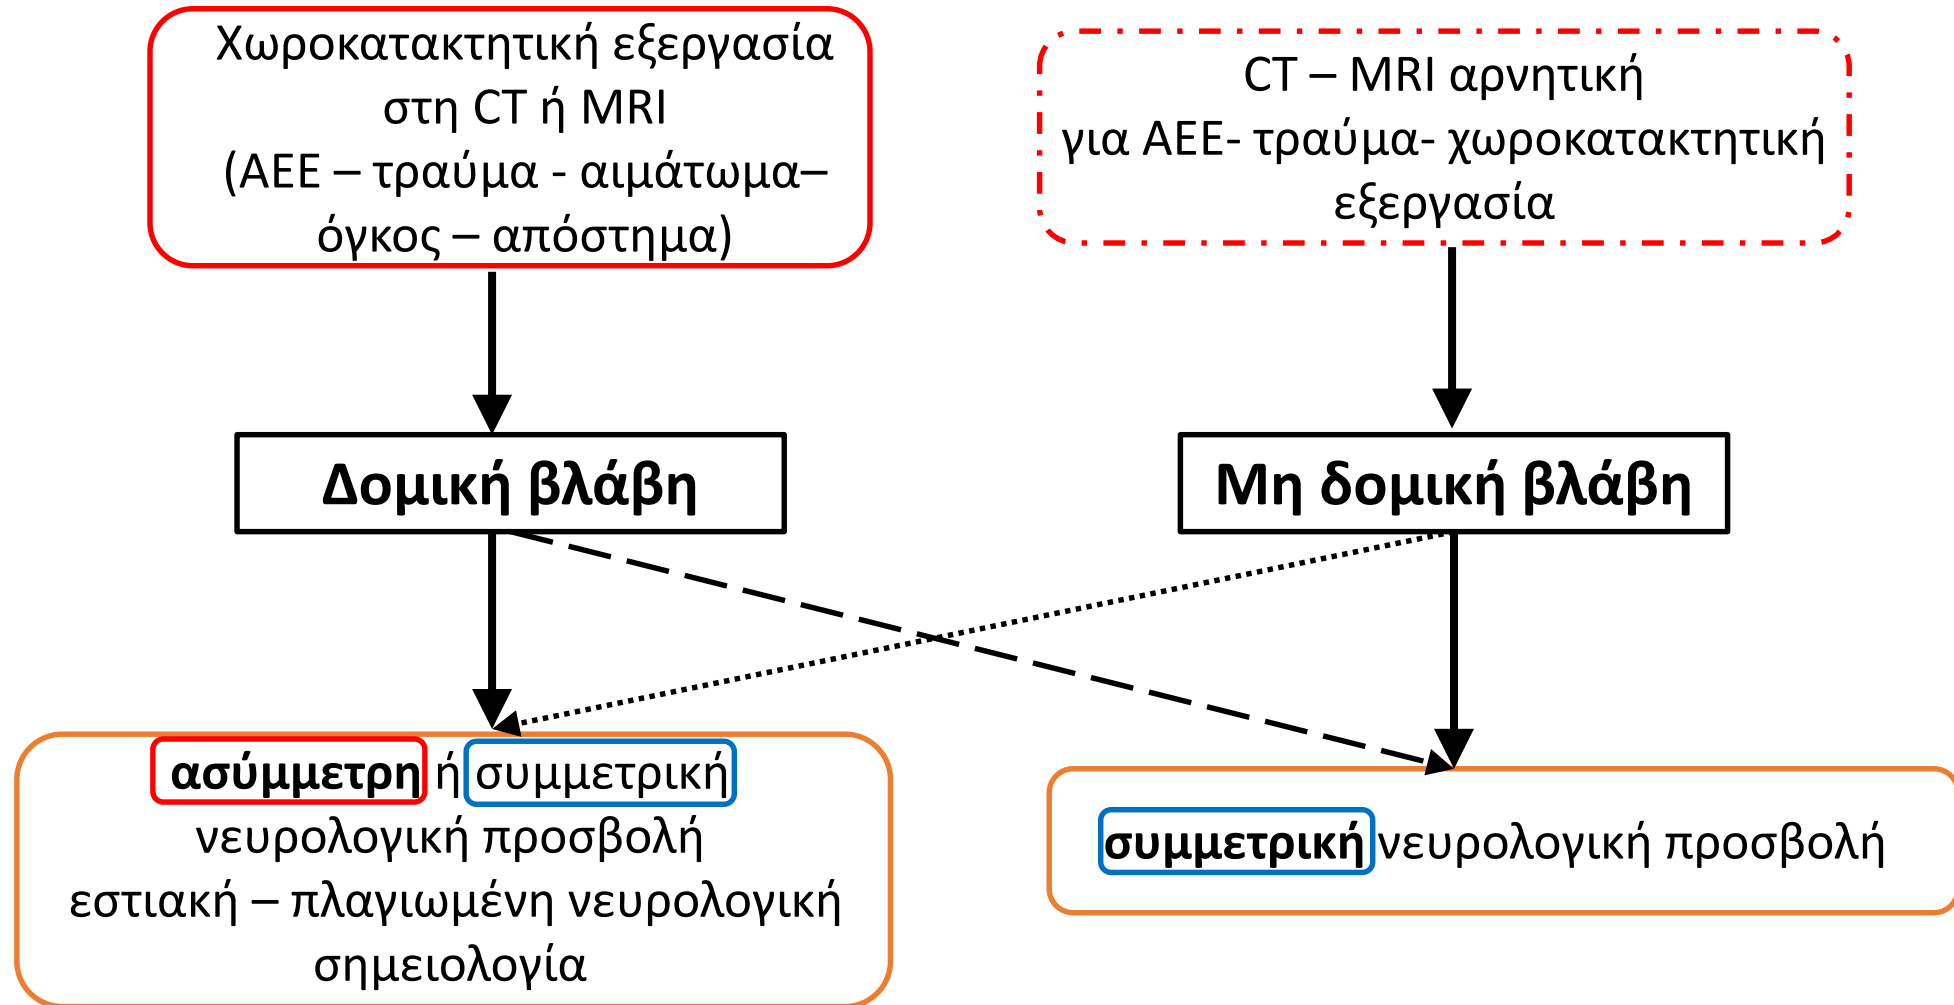 Χωροκατακτητική εξεργασία
στη CT ή MRI
(ΑΕΕ – τραύμα - αιμάτωμα–
όγκος – απόστημα)
CT – MRI αρνητική
για ΑΕΕ- τραύμα- χωροκατακτητική
εξεργασία
Δομική βλάβη
Μη δομική βλάβη
ασύμμετρη ή συμμετρική
νευρολογική προσβολή
εστιακή – πλαγιωμένη νευρολογική
σημειολογία
συμμετρική νευρολογική προσβολή